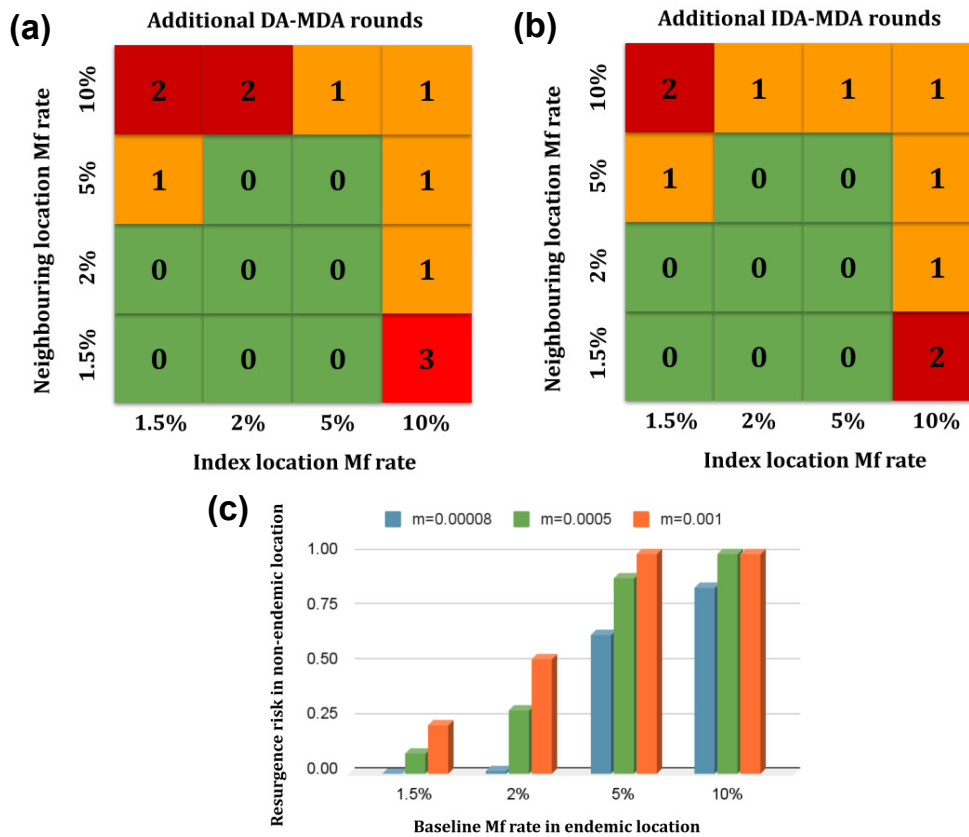 (a)
Additional DA-MDA rounds
Neighbouring location Mf rate
10%
2 2 1 1
5%
1 0 0 1
2%
0 0 0 1
1.5%
0 0 0 3
1.5% 2% 5% 10%
Index location Mf rate
(b)
Additional IDA-MDA rounds
Neighbouring location Mf rate
10%
2 1 1 1
5%
1 0 0 1
2%
0 0 0 1
1.5%
0 0 0 2
1.5% 2% 5% 10%
Index location Mf rate
(c)
m=0.00008 m=0.0005 m=0.001
Resurgence risk in non-endemic location
1.00
0.75
0.50
0.25
0.00
1.5% 2% 5% 10%
Baseline Mf rate in endemic location